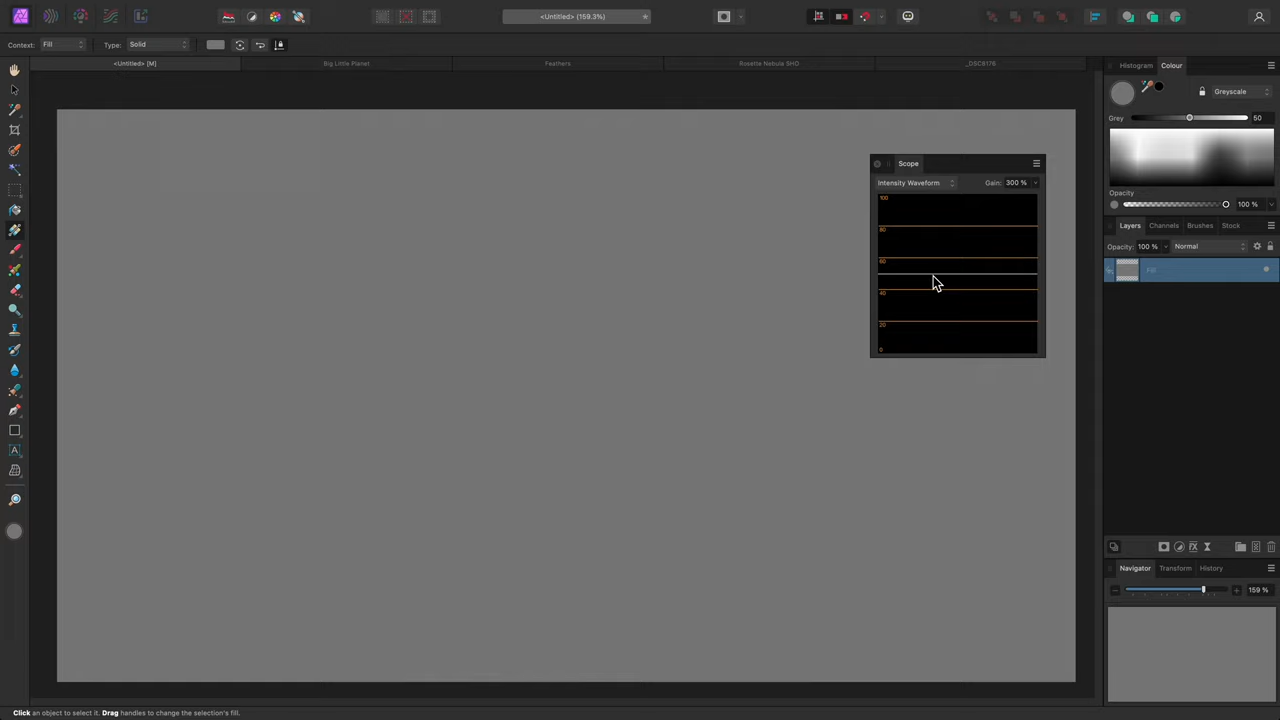 <Untitled> (159.3%)
Context: Fill Type: Solid
<Untitled> [M] Big Little Planet Feathers Rosette Nebula SHO _DSC8176
Histogram Colour
Greyscale
Grey 50
Opacity
100 %
Scope
Intensity Waveform Gain: 300 %
100
80
60
40
20
0
Layers Channels Brushes Stock
Opacity: 100 % Normal
Fill
Navigator Transform History
159 %
Click an object to select it. Drag handles to change the selection's fill.